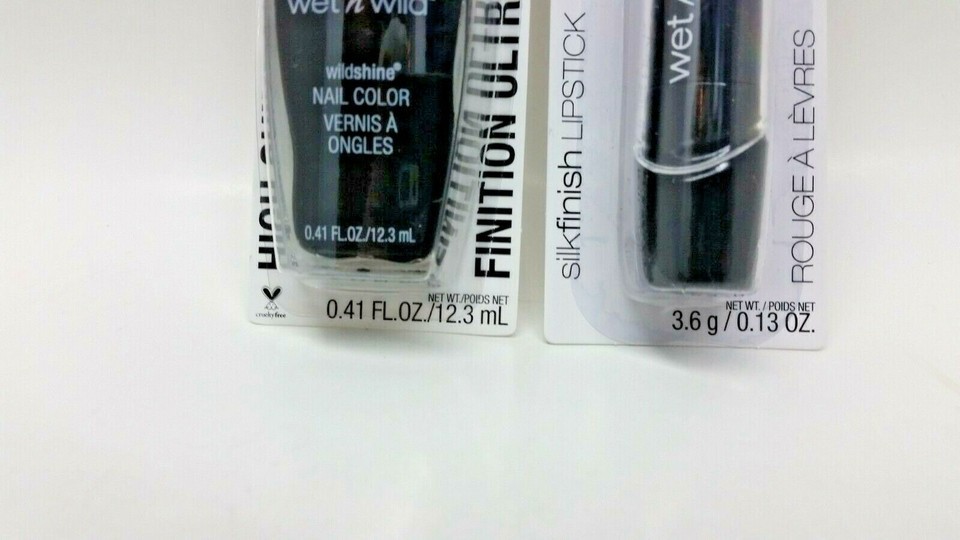 wet n wild
wildshine®
NAIL COLOR
VERNIS À
ONGLES
0.41 FL.OZ./12.3 mL
FINITION
cruelty free
NET WT./POIDS NET
0.41 FL.OZ./12.3 mL
silkfinish LIPSTICK
wet
ROUGE À LÈVRES
NET WT. / POIDS NET
3.6 g / 0.13 OZ.